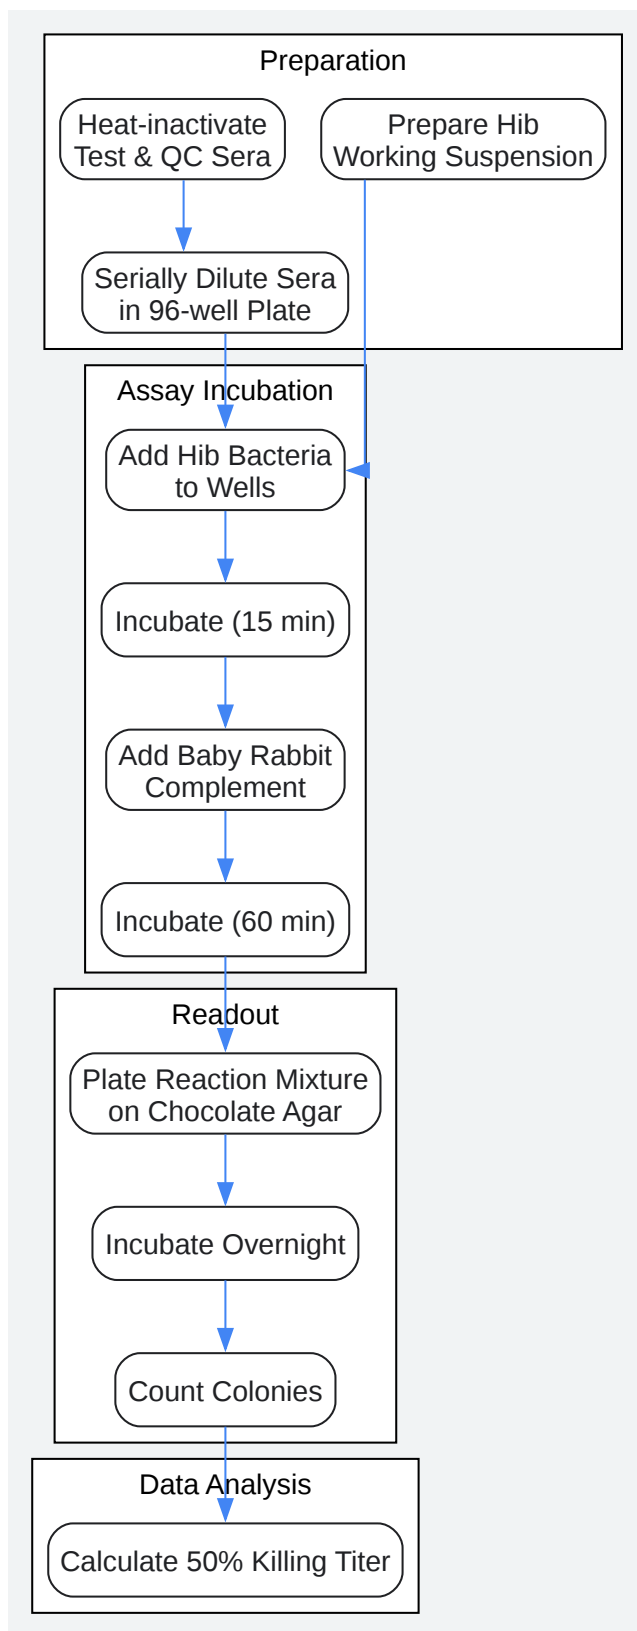 Preparation
Heat-inactivate
Test & QC Sera
Prepare Hib
Working Suspension
Serially Dilute Sera
in 96-well Plate
Assay Incubation
Add Hib Bacteria
to Wells
Incubate (15 min)
Add Baby Rabbit
Complement
Incubate (60 min)
Readout
Plate Reaction Mixture
on Chocolate Agar
Incubate Overnight
Count Colonies
Data Analysis
Calculate 50% Killing Titer